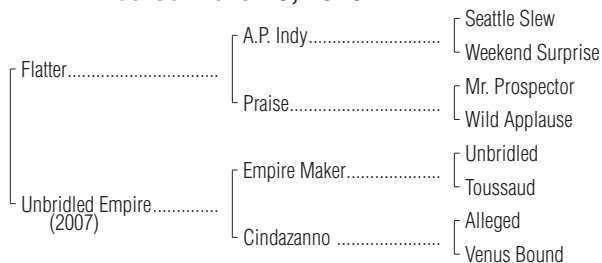 Seattle Slew
A.P. Indy
Weekend Surprise
Flatter
Mr. Prospector
Praise
Wild Applause
Unbridled
Empire Maker
Toussaud
Unbridled Empire
(2007)
Alleged
Cindazanno
Venus Bound